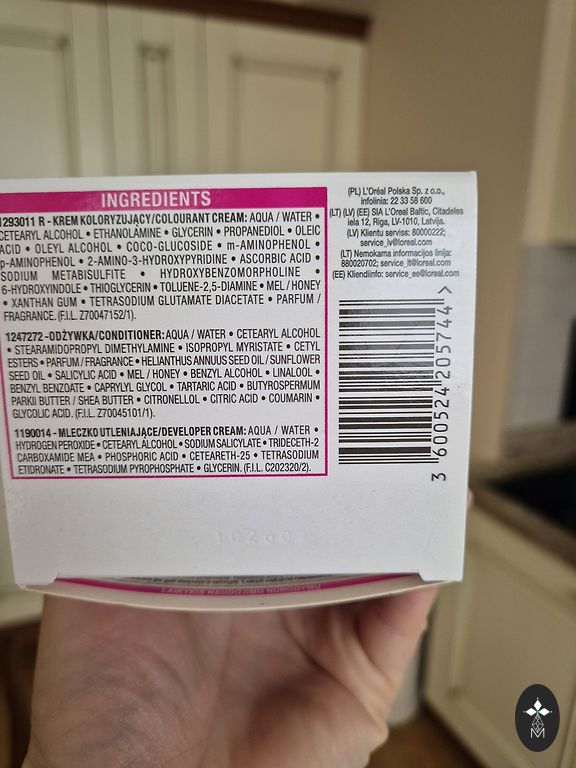 INGREDIENTS
1293011 R - KREM KOLORYZUJĄCY/COLOURANT CREAM: AQUA / WATER •
CETEARYL ALCOHOL • ETHANOLAMINE • GLYCERIN • PROPANEDIOL • OLEIC
ACID • OLEYL ALCOHOL • COCO-GLUCOSIDE • m-AMINOPHENOL •
p-AMINOPHENOL • 2-AMINO-3-HYDROXYPYRIDINE • ASCORBIC ACID •
SODIUM METABISULFITE • HYDROXYBENZOMORPHOLINE •
6-HYDROXYINDOLE • THIOGLYCERIN • TOLUENE-2,5-DIAMINE • MEL / HONEY
• XANTHAN GUM • TETRASODIUM GLUTAMATE DIACETATE • PARFUM /
FRAGRANCE. (F.I.L. Z70047152/1).
1247272 - ODŻYWKA/CONDITIONER: AQUA / WATER • CETEARYL ALCOHOL
• STEARAMIDOPROPYL DIMETHYLAMINE • ISOPROPYL MYRISTATE • CETYL
ESTERS • PARFUM / FRAGRANCE • HELIANTHUS ANNUUS SEED OIL / SUNFLOWER
SEED OIL • SALICYLIC ACID • MEL / HONEY • BENZYL ALCOHOL • LINALOOL •
BENZYL BENZOATE • CAPRYLYL GLYCOL • TARTARIC ACID • BUTYROSPERMUM
PARKII BUTTER / SHEA BUTTER • CITRONELLOL • CITRIC ACID • COUMARIN •
GLYCOLIC ACID. (F.I.L. Z70045101/1).
1190014 - MLECZKO UTLENIAJĄCE/DEVELOPER CREAM: AQUA / WATER •
HYDROGEN PEROXIDE • CETEARYL ALCOHOL • SODIUM SALICYLATE • TRIDECETH-2
CARBOXAMIDE MEA • PHOSPHORIC ACID • CETEARETH-25 • TETRASODIUM
ETIDRONATE • TETRASODIUM PYROPHOSPHATE • GLYCERIN. (F.I.L. C202320/2).
(PL) L'Oréal Polska Sp. z o.o.,
infolinia: 22 33 58 600
(LT) (LV) (EE) SIA L'Oreal Baltic, Citadeles
iela 12, Rīga, LV-1010, Latvija.
(LV) Klientu serviss: 80000222;
service_lv@loreal.com
(LT) Nemokama informacijos linija:
880020702; service_lt@loreal.com
(EE) Kliendiinfo: service_ee@loreal.com
3 600524 205744 >
LAIKYKIS NAUDOJIMO NURODYMŲ
M